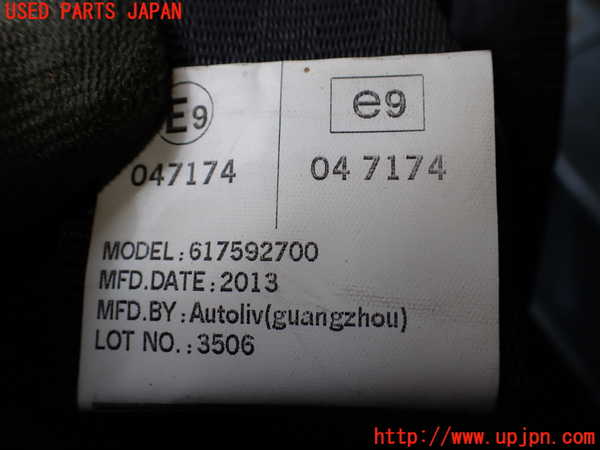 USED PARTS JAPAN
E9
e9
047174
04 7174
MODEL:617592700
MFD.DATE:2013
MFD.BY:Autoliv(guangzhou)
LOT NO.:3506
http://www.upjpn.com/